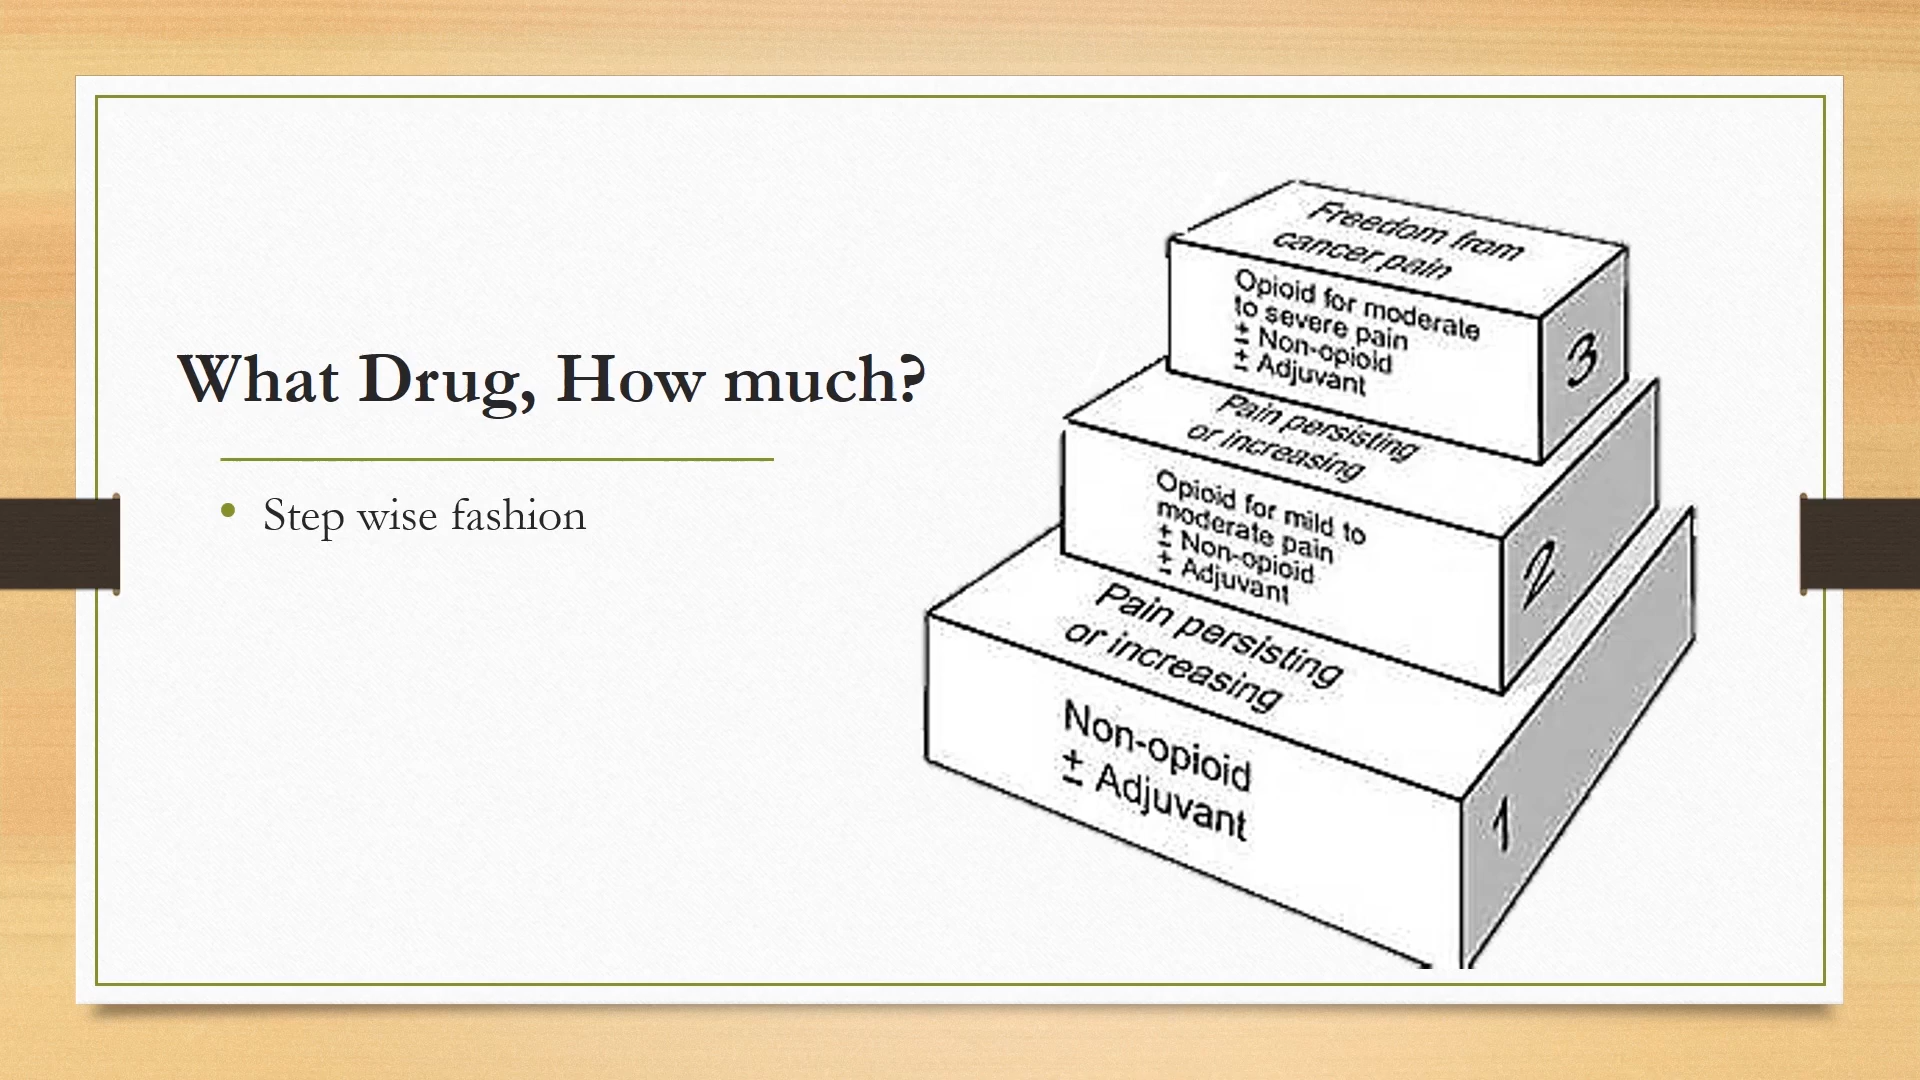 What Drug, How much?
Step wise fashion
Freedom from
cancer pain
Opioid for moderate
to severe pain
± Non-opioid
± Adjuvant
3
Pain persisting
or increasing
Opioid for mild to
moderate pain
± Non-opioid
± Adjuvant
2
Pain persisting
or increasing
Non-opioid
± Adjuvant
1